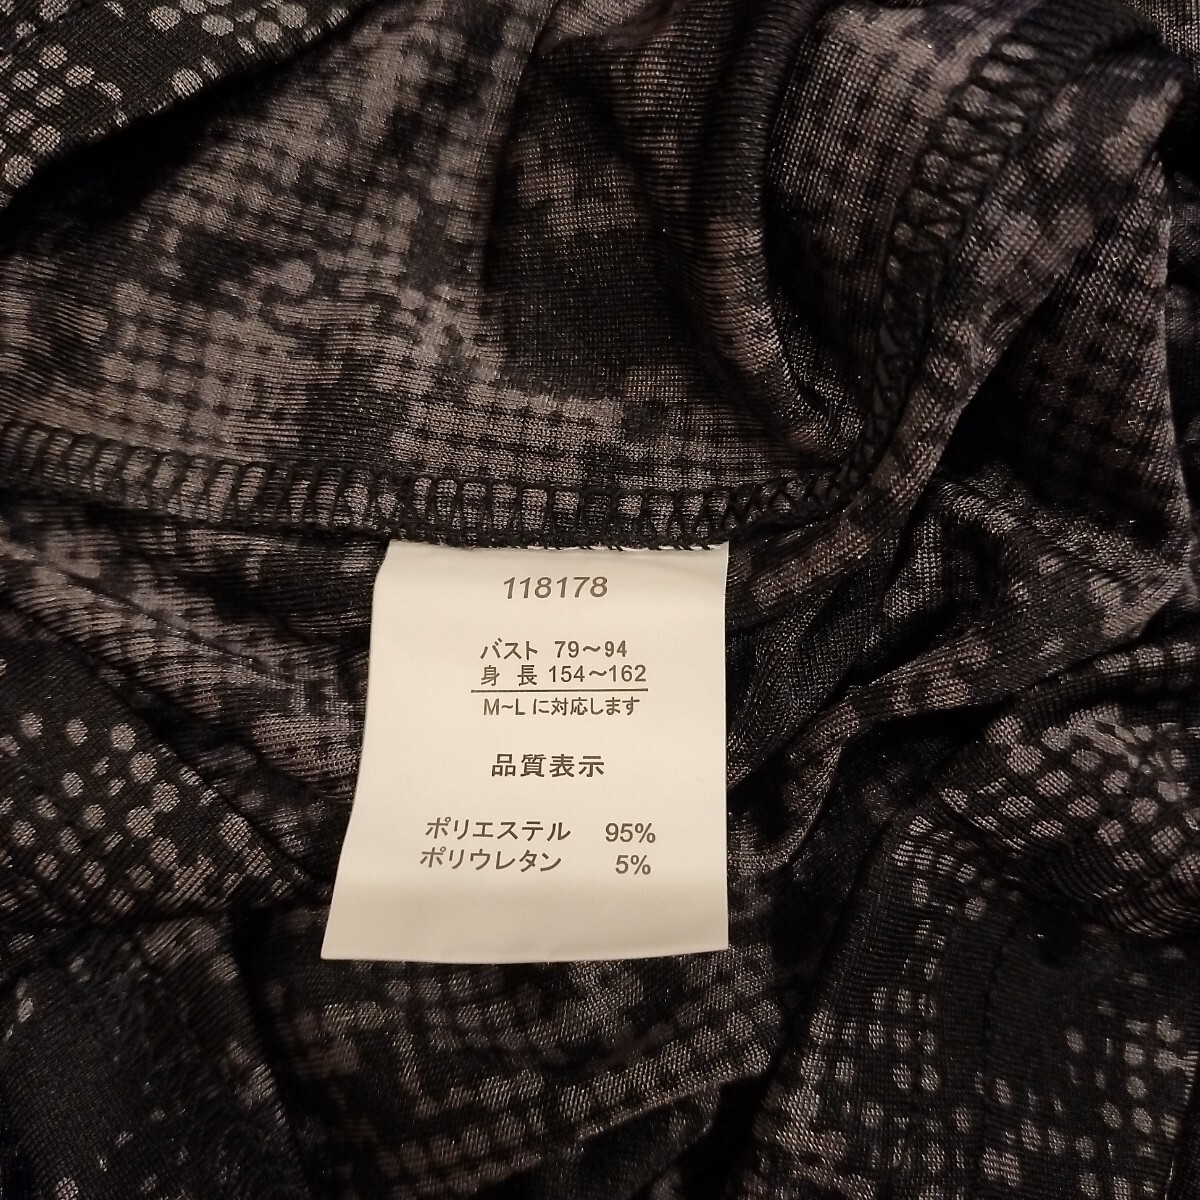 118178
バスト 79〜94
身 長 154〜162
M〜L に対応します
品質表示
ポリエステル 95%
ポリウレタン 5%